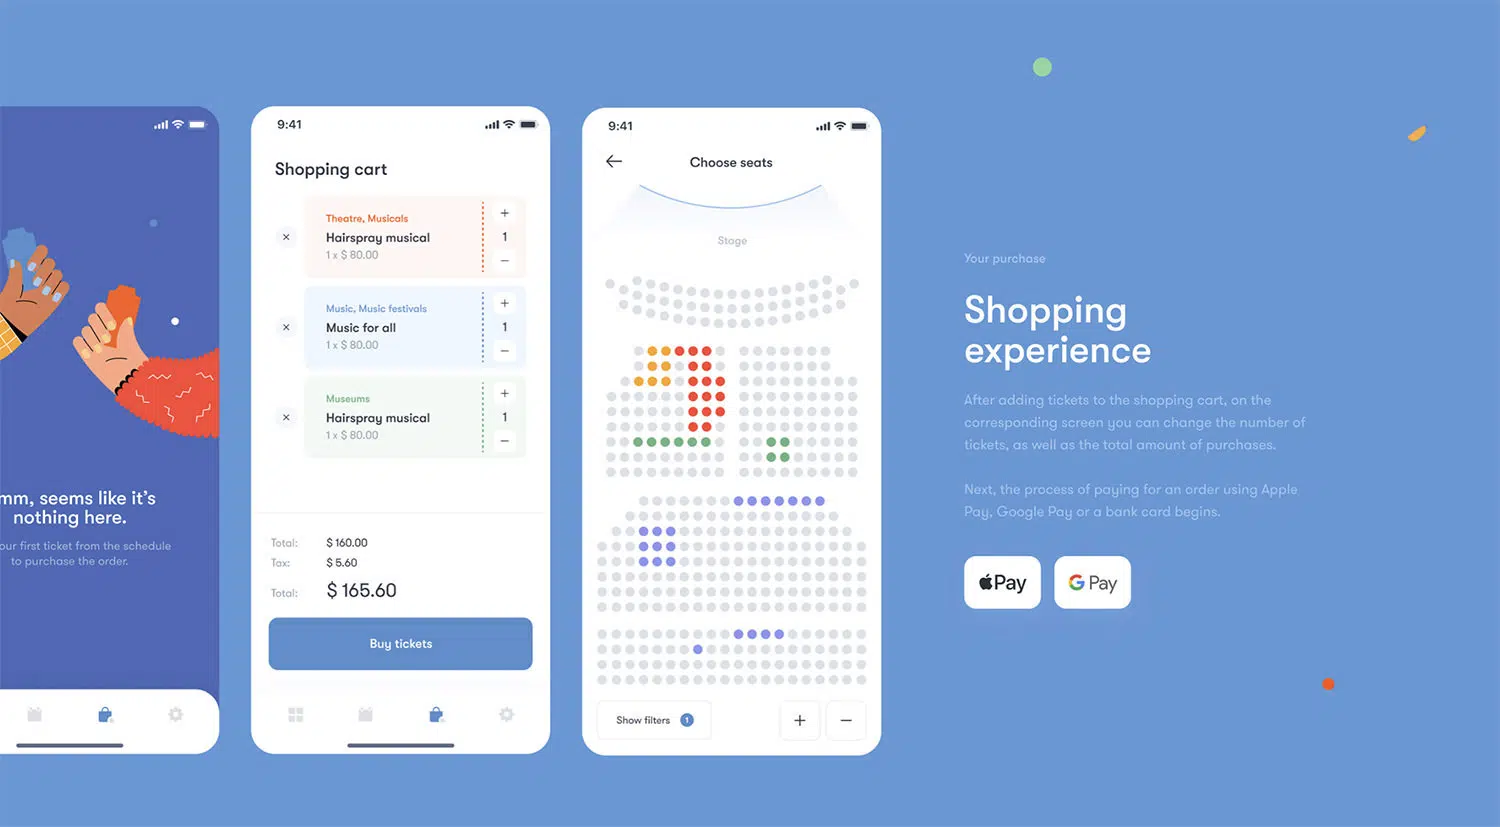 mm, seems like it's
nothing here.
our first ticket from the schedule
to purchase the order.
9:41
Shopping cart
Theatre, Musicals
Hairspray musical
1 x $ 80.00
+
1
−
×
Music, Music festivals
Music for all
1 x $ 80.00
+
1
−
×
Museums
Hairspray musical
1 x $ 80.00
+
1
−
×
Total: $ 160.00
Tax: $ 5.60
Total: $ 165.60
Buy tickets
9:41
Choose seats
Stage
Show filters 1
+ −
Your purchase
Shopping
experience
After adding tickets to the shopping cart, on the
corresponding screen you can change the number of
tickets, as well as the total amount of purchases.
Next, the process of paying for an order using Apple
Pay, Google Pay or a bank card begins.
Pay
G Pay